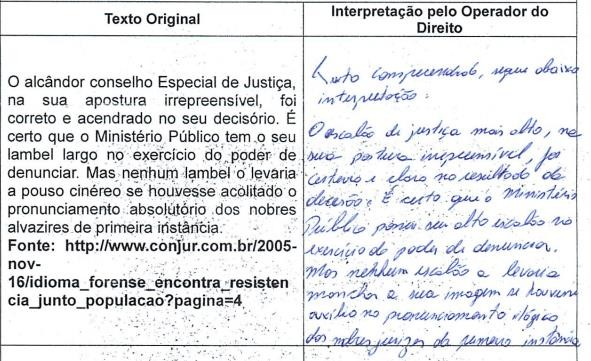 Texto Original
Interpretação pelo Operador do
Direito
O alcândor conselho Especial de Justiça,
na sua apostura irrepreensível, foi
correto e acendrado no seu decisório. É
certo que o Ministério Público tem o seu
lambel largo no exercício do poder de
denunciar. Mas nenhum lambel o levaria
a pouso cinéreo se houvesse acolitado o
pronunciamento absolutório dos nobres
alvazires de primeira instância.
Fonte: http://www.conjur.com.br/2005-
nov-
16/idioma_forense_encontra_resisten
cia_junto_populacao?pagina=4
Texto compreendido, segue abaixo
interpretação:
O escalão de justiça mais alto, na
sua postura irrepreensível, foi
certeiro e claro no resultado da
decisão. É certo que o Ministério
Público possui seu alto escalão no
exercício do poder de denunciar.
Mas nenhum escalão o levaria
manchar a sua imagem se houvesse
auxílio no pronunciamento
dos nobres juízes da primeira instância